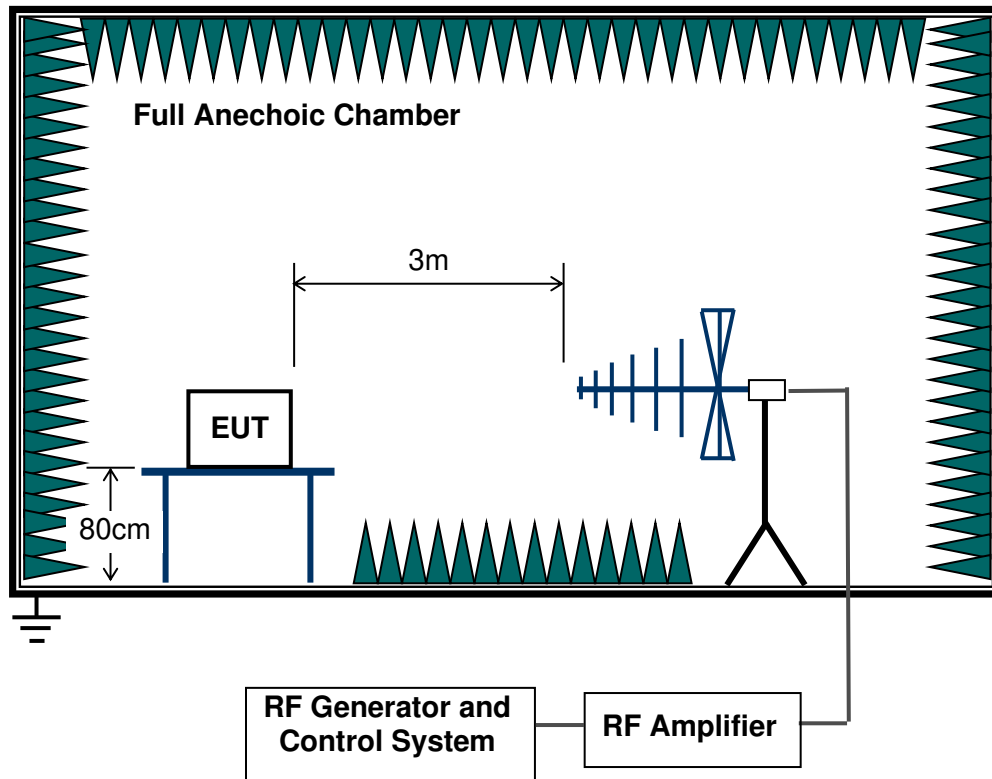 Full Anechoic Chamber
3m
EUT
80cm
RF Generator and
Control System
RF Amplifier